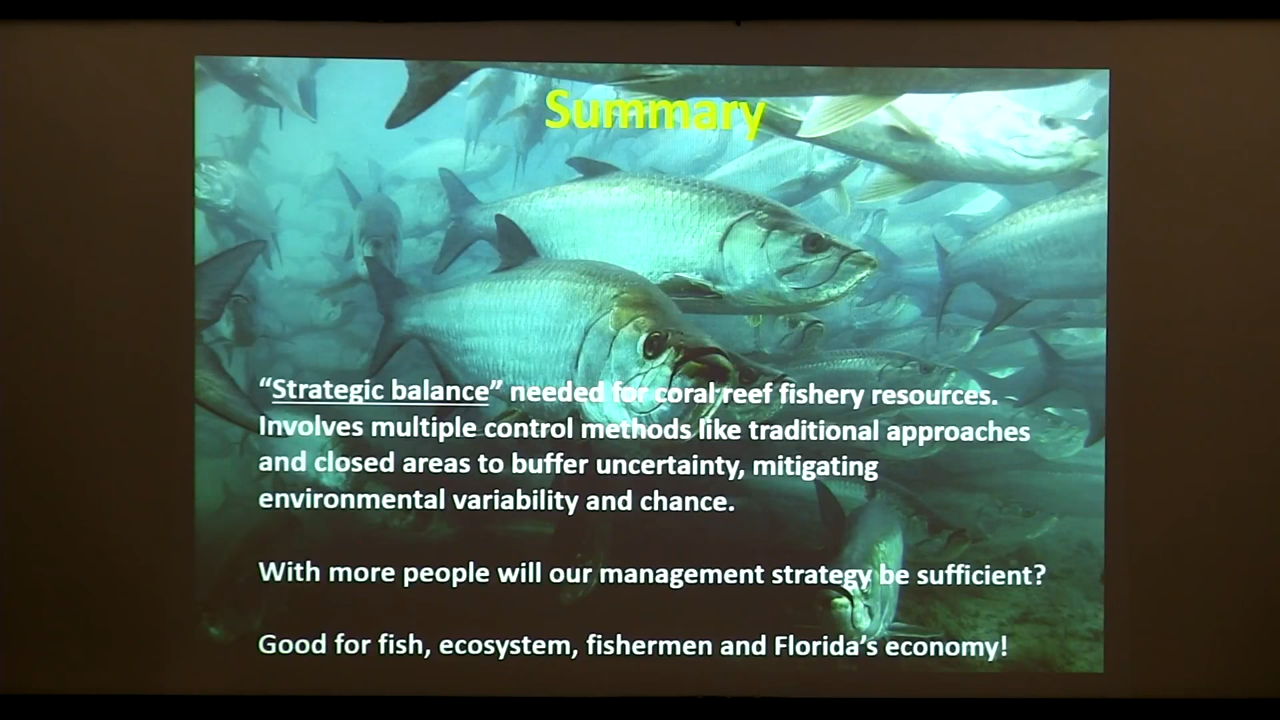 Summary
“Strategic balance” needed for coral reef fishery resources.
Involves multiple control methods like traditional approaches
and closed areas to buffer uncertainty, mitigating
environmental variability and chance.
With more people will our management strategy be sufficient?
Good for fish, ecosystem, fishermen and Florida’s economy!